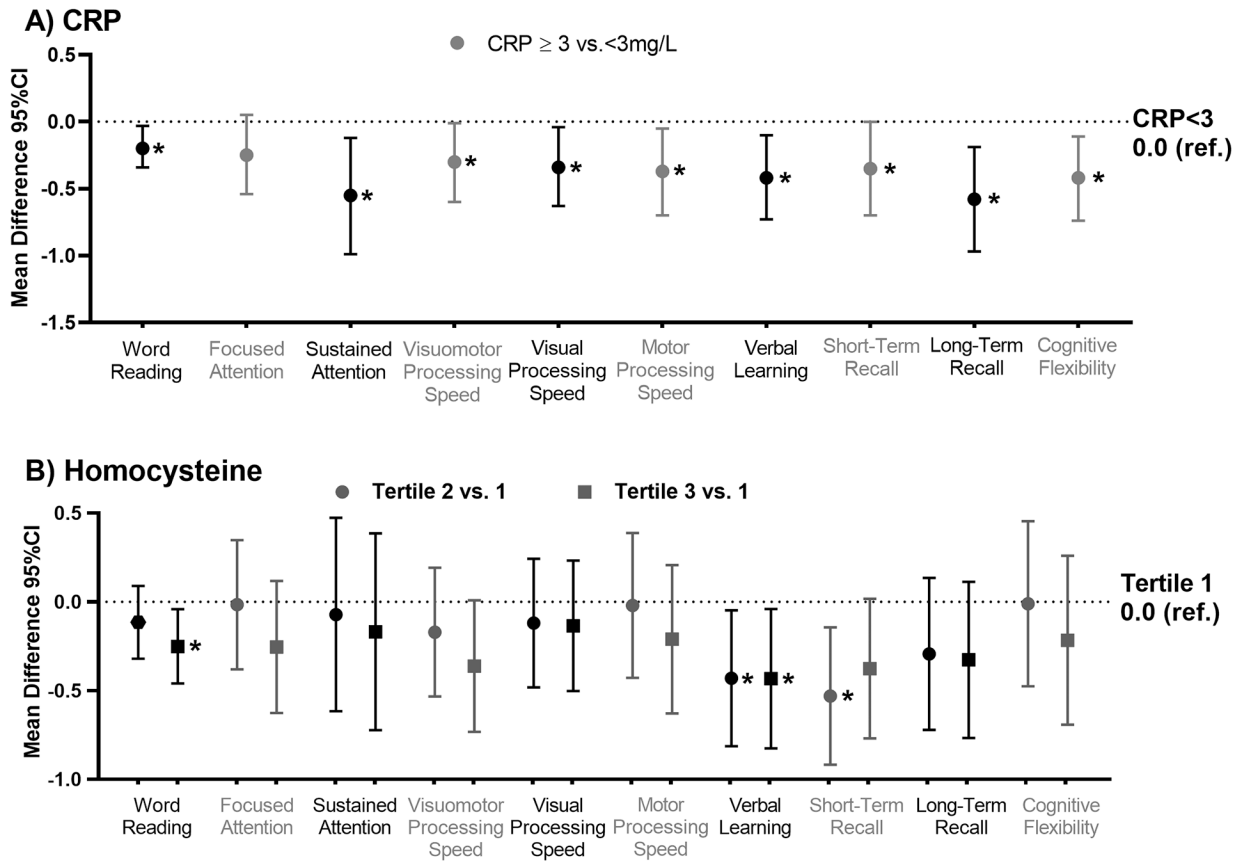 A) CRP
CRP ≥ 3 vs.<3mg/L
Mean Difference 95%CI
0.5
0.0
-0.5
-1.0
-1.5
CRP<3
0.0 (ref.)
Word
Reading
Focused
Attention
Sustained
Attention
Visuomotor
Processing
Speed
Visual
Processing
Speed
Motor
Processing
Speed
Verbal
Learning
Short-Term
Recall
Long-Term
Recall
Cognitive
Flexibility
* * * * * * * * *
B) Homocysteine
Tertile 2 vs. 1
Tertile 3 vs. 1
Mean Difference 95%CI
0.5
0.0
-0.5
-1.0
Tertile 1
0.0 (ref.)
* * * *
Word
Reading
Focused
Attention
Sustained
Attention
Visuomotor
Processing
Speed
Visual
Processing
Speed
Motor
Processing
Speed
Verbal
Learning
Short-Term
Recall
Long-Term
Recall
Cognitive
Flexibility